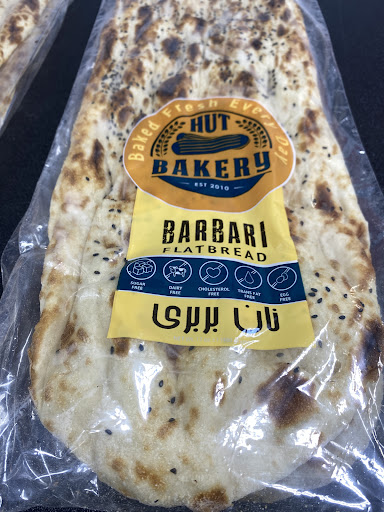 Baked Fresh Every Day
HUT
BAKERY
EST 2010
BARBARI
FLATBREAD
SUGAR FREE
DAIRY FREE
CHOLESTEROL FREE
TRANS FAT FREE
EGG FREE
نان بربری